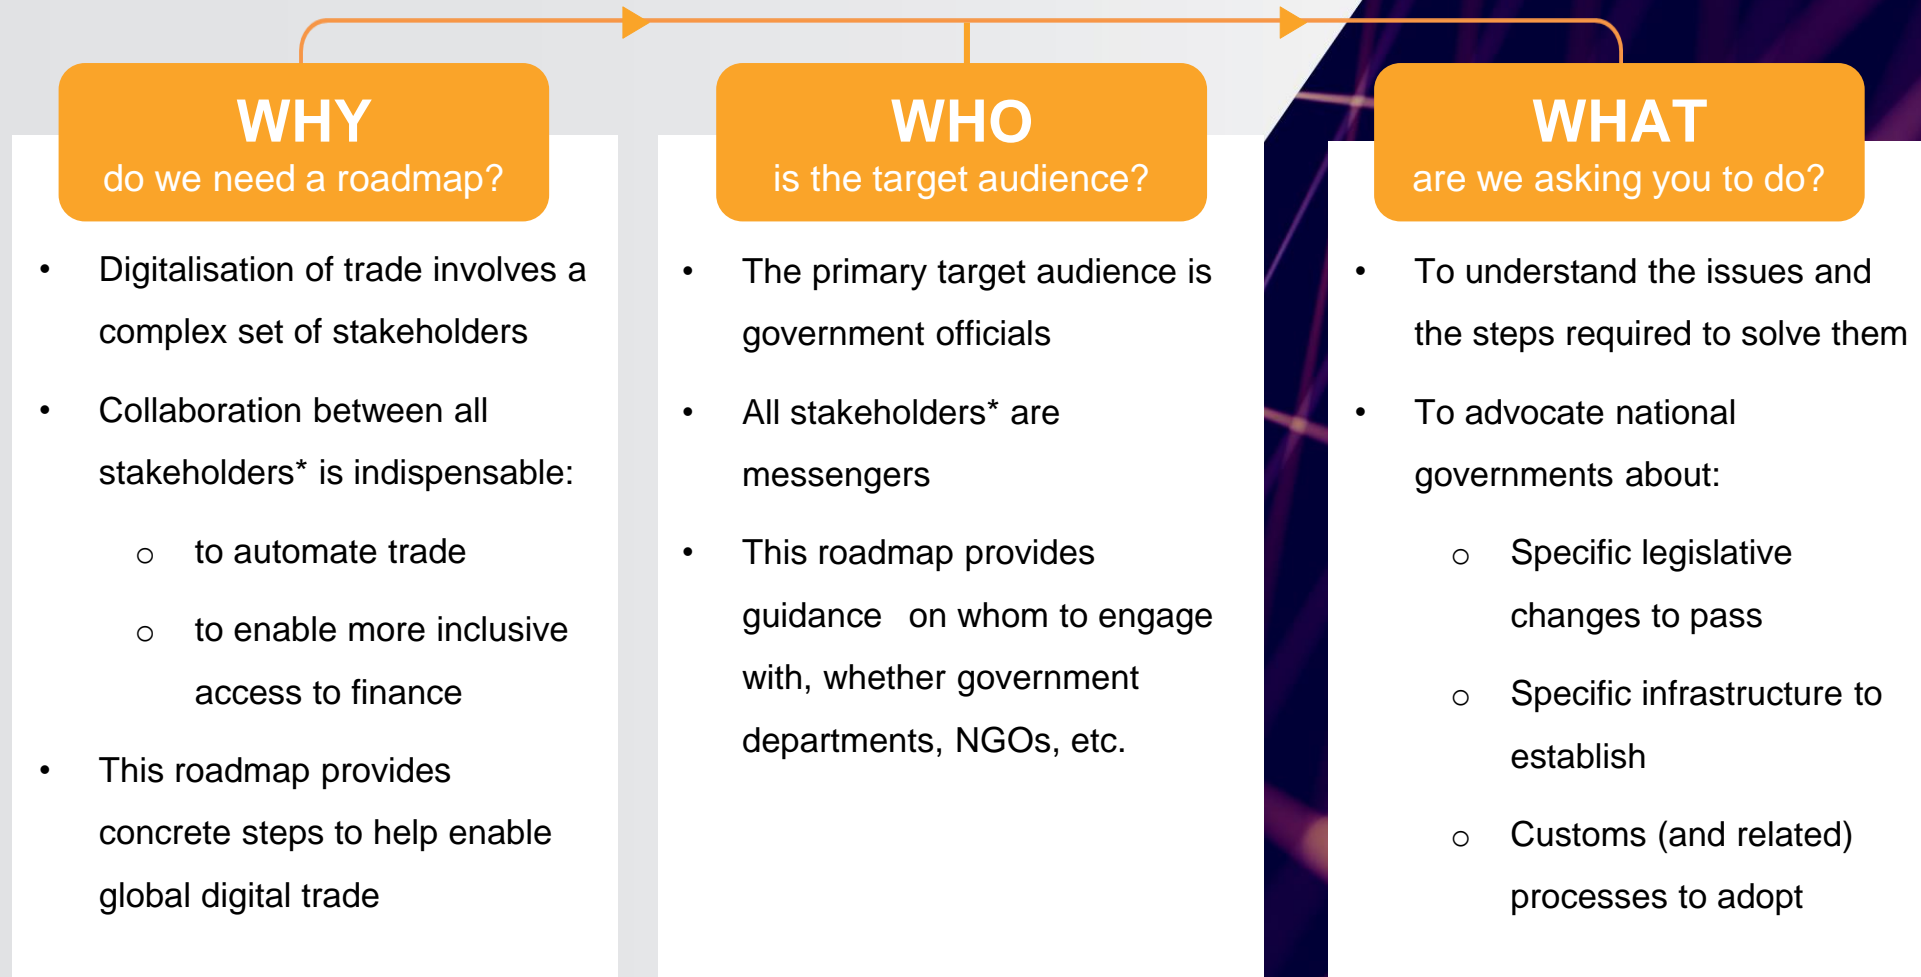 WHY
do we need a roadmap?
• Digitalisation of trade involves a
complex set of stakeholders
• Collaboration between all
stakeholders* is indispensable:
o to automate trade
o to enable more inclusive
access to finance
• This roadmap provides
concrete steps to help enable
global digital trade
WHO
is the target audience?
• The primary target audience is
government officials
• All stakeholders* are
messengers
• This roadmap provides
guidance on whom to engage
with, whether government
departments, NGOs, etc.
WHAT
are we asking you to do?
• To understand the issues and
the steps required to solve them
• To advocate national
governments about:
o Specific legislative
changes to pass
o Specific infrastructure to
establish
o Customs (and related)
processes to adopt